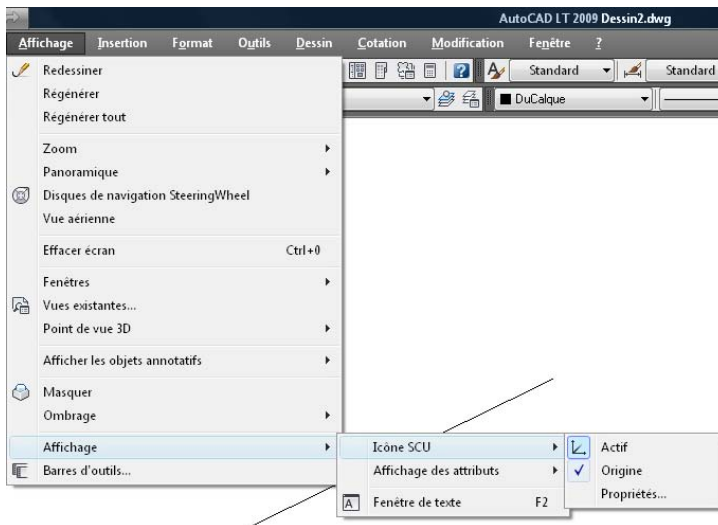 AutoCAD LT 2009 Dessin2.dwg
Affichage Insertion Format Outils Dessin Cotation Modification Fenêtre ?
Redessiner
Standard
Standard
Régénérer
DuCalque
Régénérer tout
Zoom
Panoramique
Disques de navigation SteeringWheel
Vue aérienne
Effacer écran Ctrl+0
Fenêtres
Vues existantes...
Point de vue 3D
Afficher les objets annotatifs
Masquer
Ombrage
Affichage
Barres d'outils...
Icône SCU
Affichage des attributs
A Fenêtre de texte F2
Actif
Origine
Propriétés...